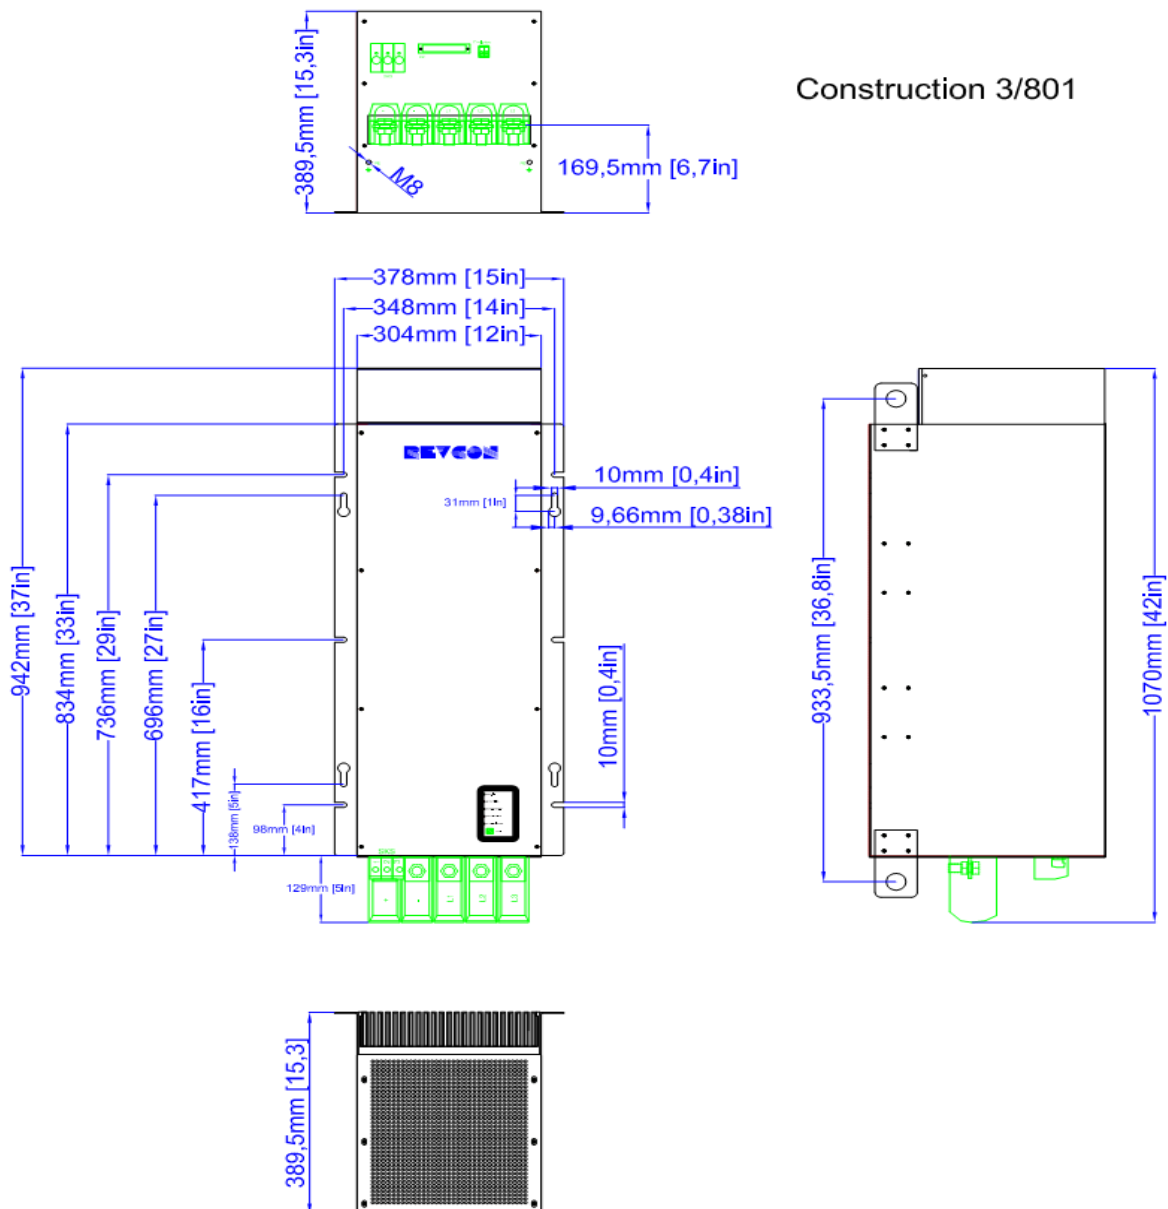 Construction 3/801
389,5mm [15,3in]
169,5mm [6,7in]
M8
378mm [15in]
348mm [14in]
304mm [12in]
REVCON
10mm [0,4in]
31mm [1in]
9,66mm [0,38in]
942mm [37in]
834mm [33in]
736mm [29in]
696mm [27in]
417mm [16in]
138mm [5in]
98mm [4in]
129mm [5in]
10mm [0,4in]
933,5mm [36,8in]
1070mm [42in]
L1
L2
L3
389,5mm [15,3]